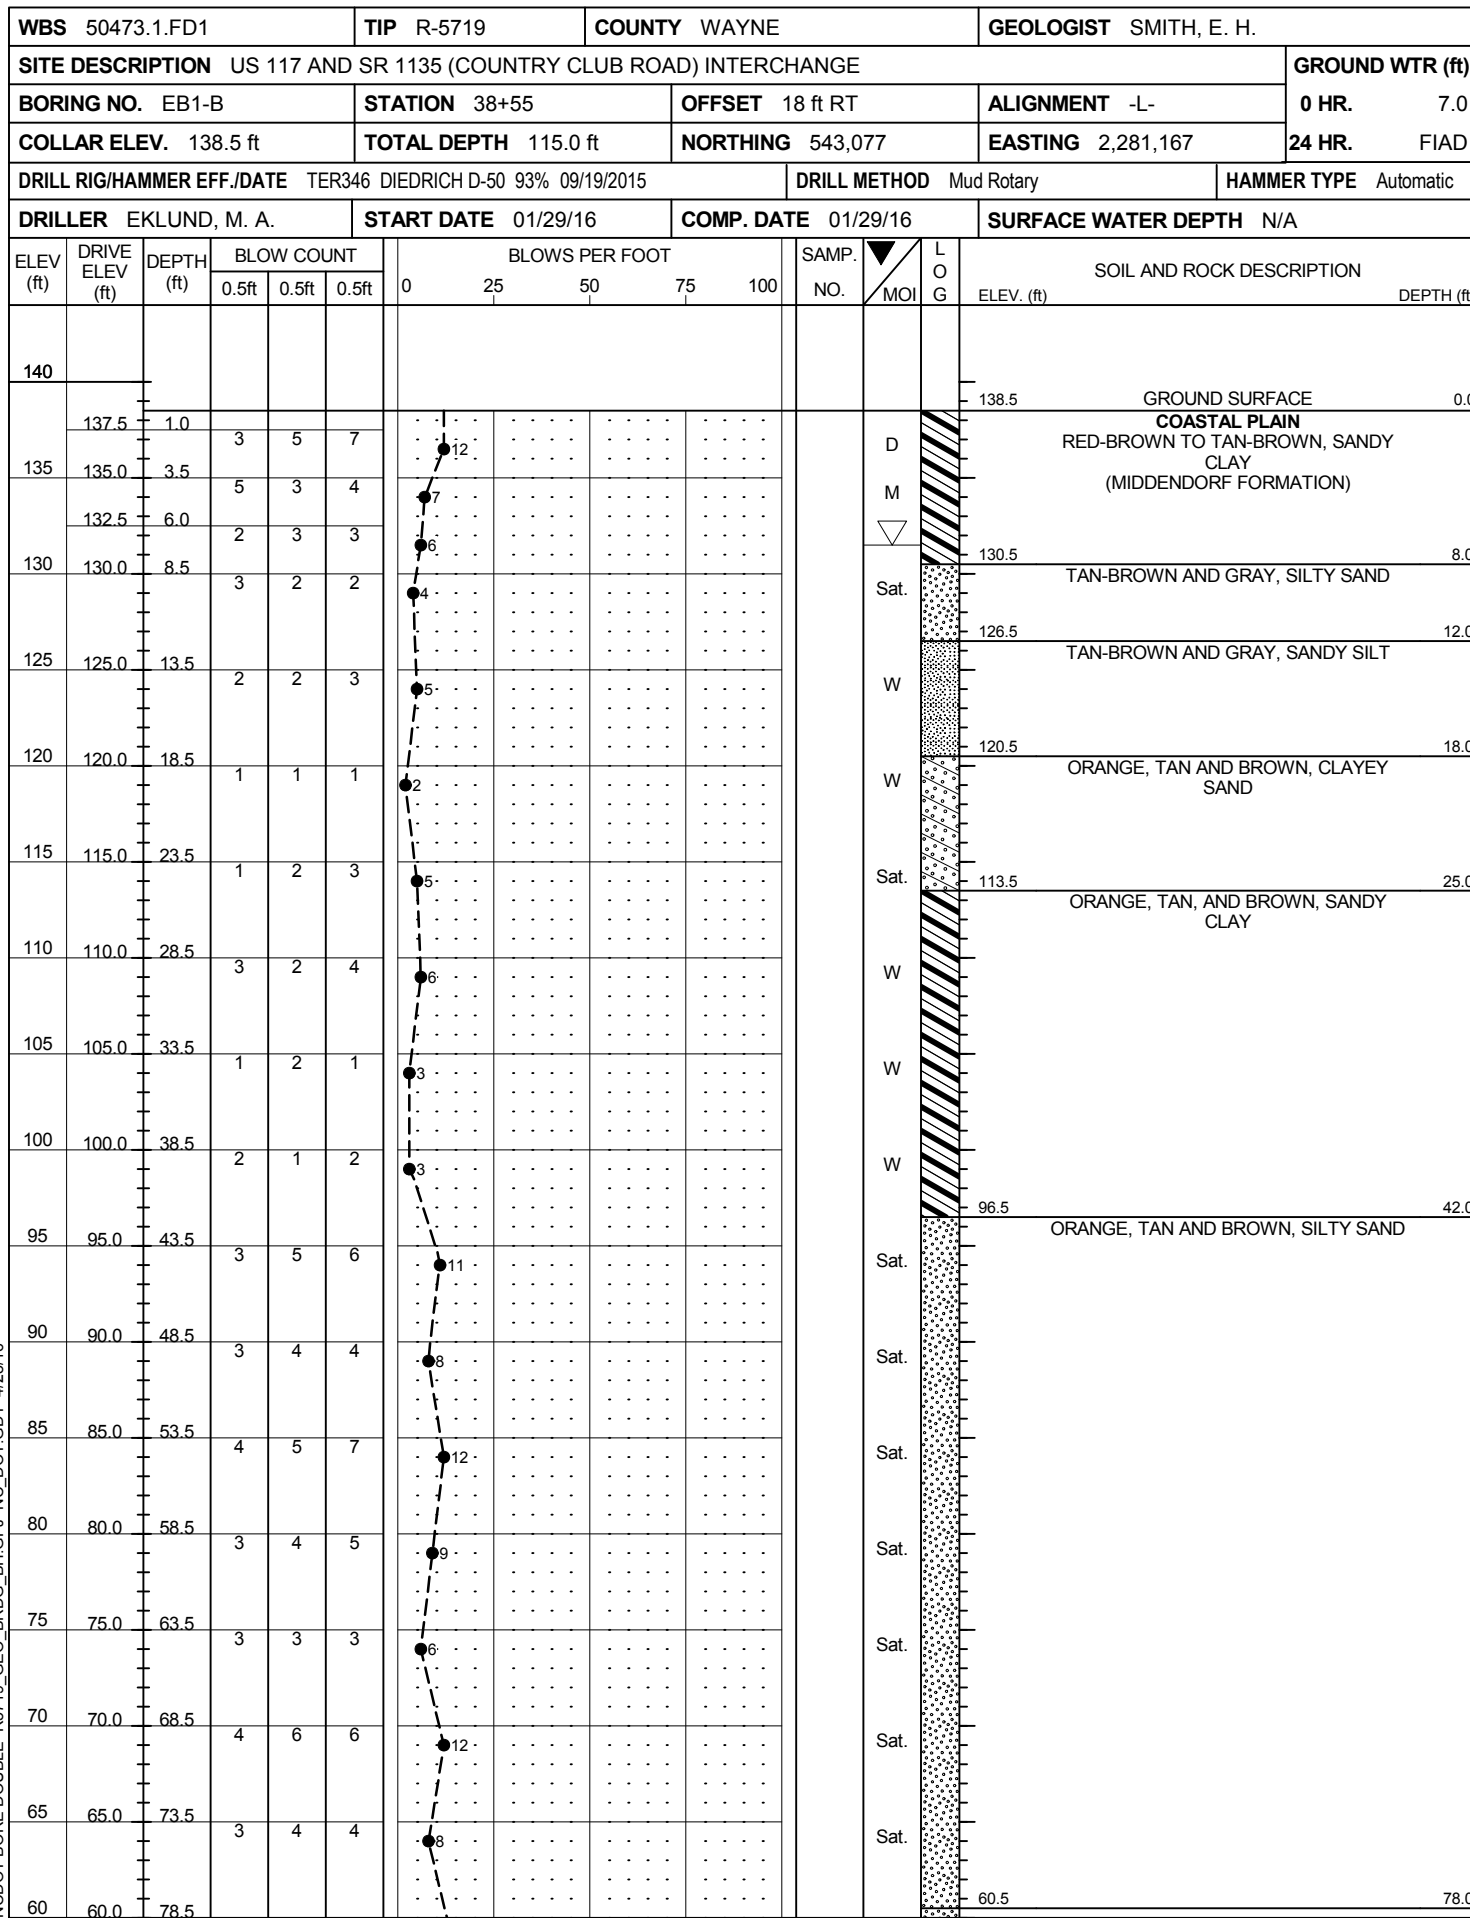 WBS 50473.1.FD1 TIP R-5719 COUNTY WAYNE GEOLOGIST SMITH, E. H.
SITE DESCRIPTION US 117 AND SR 1135 (COUNTRY CLUB ROAD) INTERCHANGE GROUND WTR (ft)
BORING NO. EB1-B STATION 38+55 OFFSET 18 ft RT ALIGNMENT -L- 0 HR. 7.0
COLLAR ELEV. 138.5 ft TOTAL DEPTH 115.0 ft NORTHING 543,077 EASTING 2,281,167 24 HR. FIAD
DRILL RIG/HAMMER EFF./DATE TER346 DIEDRICH D-50 93% 09/19/2015 DRILL METHOD Mud Rotary HAMMER TYPE Automatic
DRILLER EKLUND, M. A. START DATE 01/29/16 COMP. DATE 01/29/16 SURFACE WATER DEPTH N/A
ELEV (ft) DRIVE ELEV (ft) DEPTH (ft) BLOW COUNT BLOWS PER FOOT SAMP. NO. MOI LOG SOIL AND ROCK DESCRIPTION
0.5ft 0.5ft 0.5ft 0 25 50 75 100 ELEV. (ft) DEPTH (ft
140
138.5 GROUND SURFACE 0.0
137.5 1.0 3 5 7 12 D COASTAL PLAIN
RED-BROWN TO TAN-BROWN, SANDY
CLAY
135 135.0 3.5 5 3 4 7 M (MIDDENDORF FORMATION)
132.5 6.0 2 3 3 6
130.5 8.0
130 130.0 8.5 3 2 2 4 Sat. TAN-BROWN AND GRAY, SILTY SAND
126.5 12.0
TAN-BROWN AND GRAY, SANDY SILT
125 125.0 13.5 2 2 3 5 W
120.5 18.0
120 120.0 18.5 1 1 1 2 W ORANGE, TAN AND BROWN, CLAYEY
SAND
115 115.0 23.5 1 2 3 5 Sat.
113.5 25.0
ORANGE, TAN, AND BROWN, SANDY
CLAY
110 110.0 28.5 3 2 4 6 W
105 105.0 33.5 1 2 1 3 W
100 100.0 38.5 2 1 2 3 W
96.5 42.0
ORANGE, TAN AND BROWN, SILTY SAND
95 95.0 43.5 3 5 6 11 Sat.
90 90.0 48.5 3 4 4 8 Sat.
85 85.0 53.5 4 5 7 12 Sat.
80 80.0 58.5 3 4 5 9 Sat.
75 75.0 63.5 3 3 3 6 Sat.
70 70.0 68.5 4 6 6 12 Sat.
65 65.0 73.5 3 4 4 8 Sat.
60.5 78.0
60 60.0 78.5